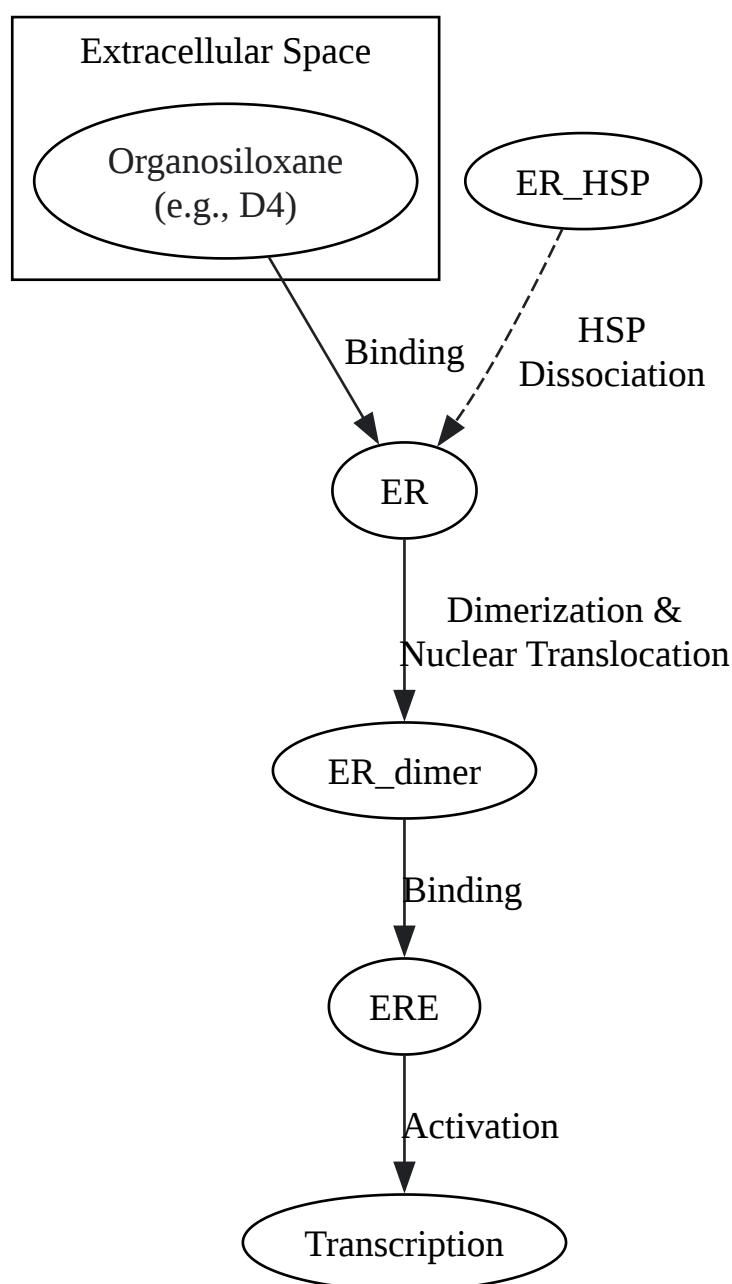 Extracellular Space
Organosiloxane
(e.g., D4)
ER_HSP
Binding
HSP
Dissociation
ER
Dimerization &
Nuclear Translocation
ER_dimer
Binding
ERE
Activation
Transcription